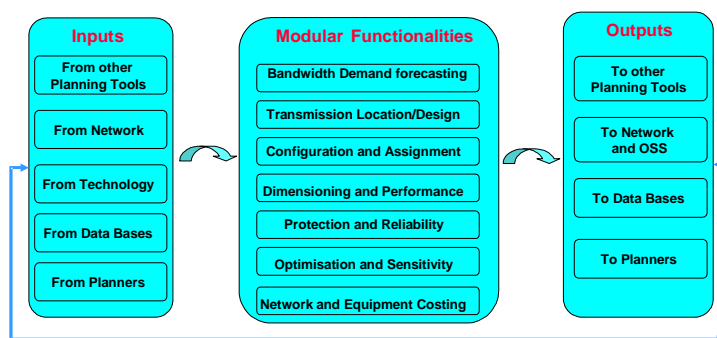 Inputs
From other
Planning Tools
From Network
From Technology
From Data Bases
From Planners
Modular Functionalities
Bandwidth Demand forecasting
Transmission Location/Design
Configuration and Assignment
Dimensioning and Performance
Protection and Reliability
Optimisation and Sensitivity
Network and Equipment Costing
Outputs
To other
Planning Tools
To Network
and OSS
To Data Bases
To Planners